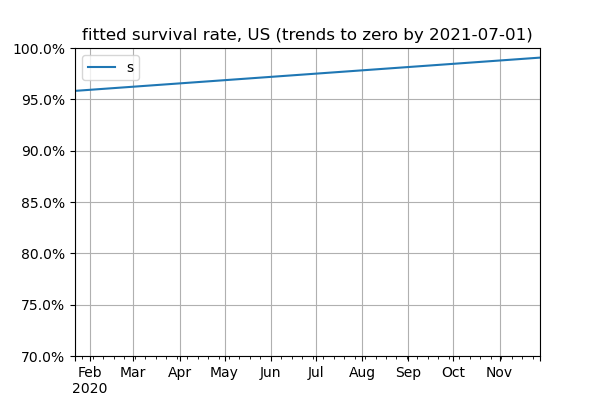 fitted survival rate, US (trends to zero by 2021-07-01)
100.0%
s
95.0%
90.0%
85.0%
80.0%
75.0%
70.0%
Feb Mar Apr May Jun Jul Aug Sep Oct Nov
2020